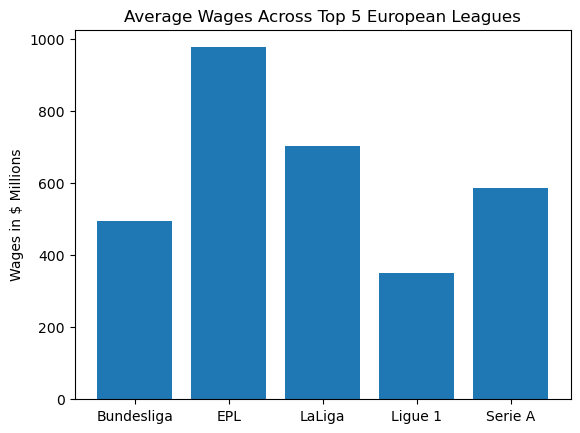 Average Wages Across Top 5 European Leagues
Wages in $ Millions
1000
800
600
400
200
0
Bundesliga EPL LaLiga Ligue 1 Serie A